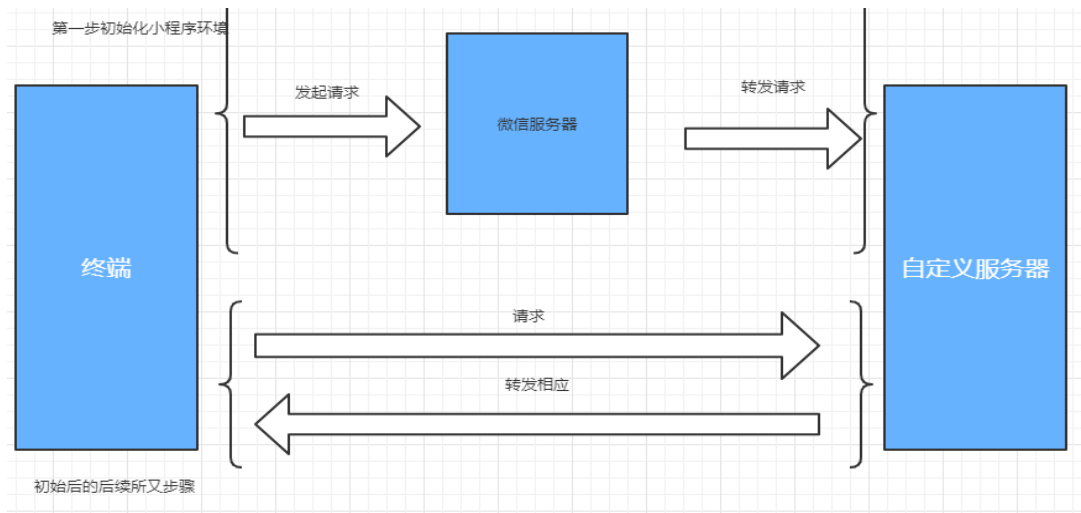 第一步初始化小程序环境
发起请求
转发请求
微信服务器
终端
自定义服务器
请求
转发相应
初始后的后续所又步骤